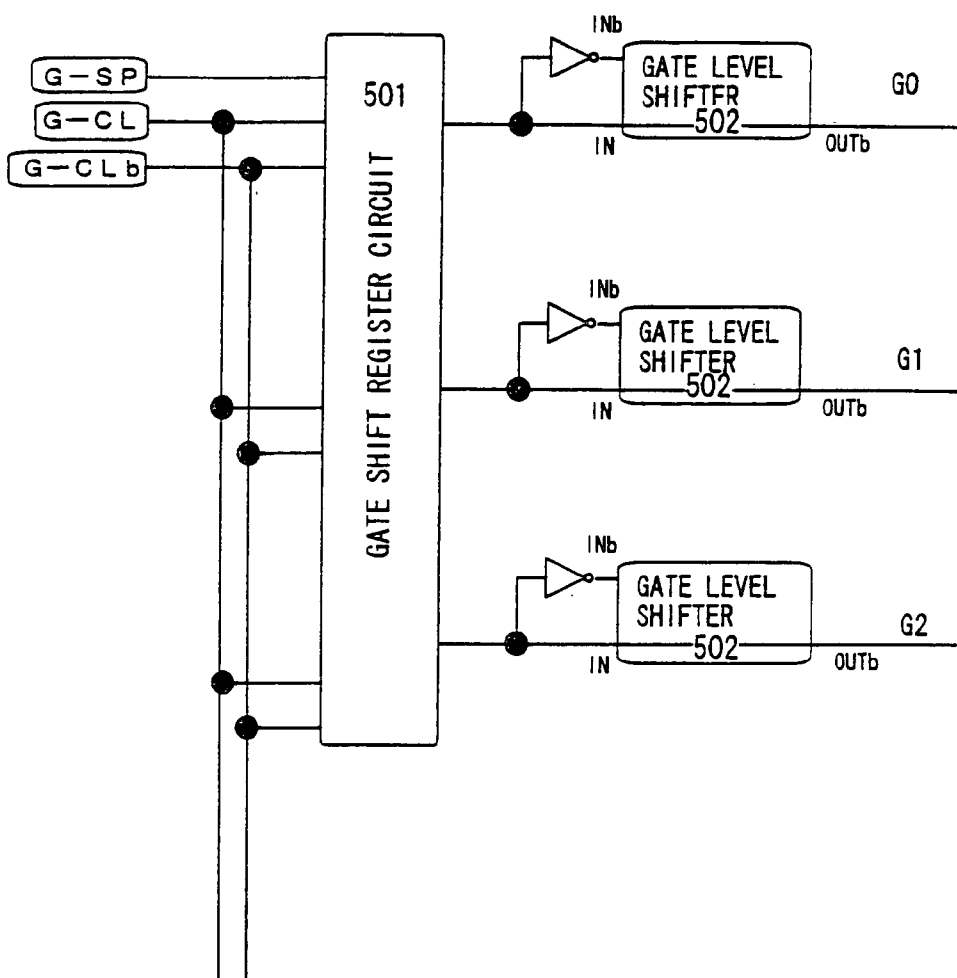 G-SP
G-CL
G-CLb
501
GATE SHIFT REGISTER CIRCUIT
INb
GATE LEVEL
SHIFTFR
502
IN
OUTb
G0
INb
GATE LEVEL
SHIFTER
502
IN
OUTb
G1
INb
GATE LEVEL
SHIFTER
502
IN
OUTb
G2